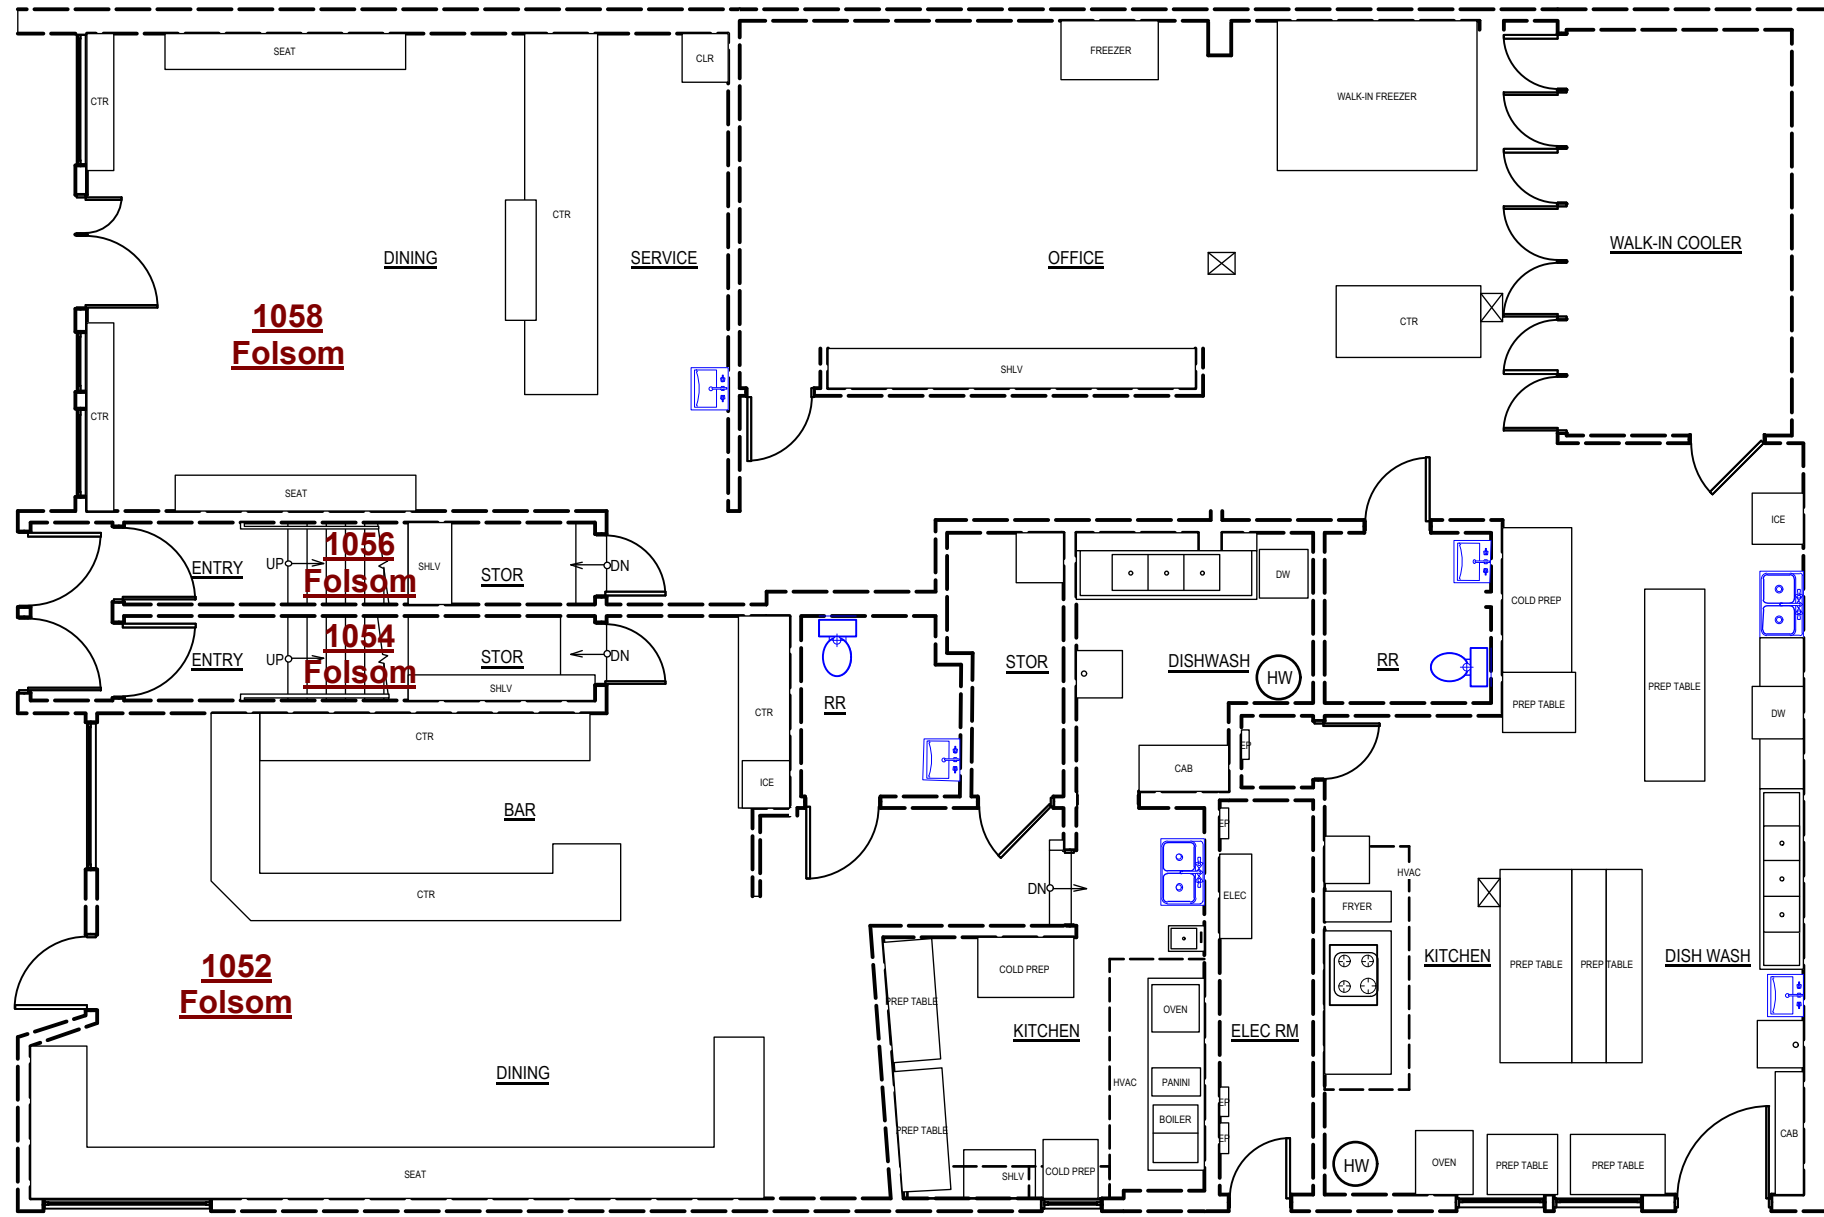 SEAT
CLR
FREEZER
CTR
WALK-IN FREEZER
CTR
DINING
SERVICE
OFFICE
WALK-IN COOLER
1058
Folsom
CTR
SHLV
CTR
SEAT
ICE
ENTRY
UP
1056
Folsom
SHLV
STOR
DN
DW
COLD PREP
ENTRY
UP
1054
Folsom
STOR
DN
SHLV
STOR
DISHWASH
HW
RR
PREP TABLE
PREP TABLE
RR
CTR
DW
CTR
EP
CAB
ICE
BAR
EP
CTR
DN
ELEC
HVAC
FRYER
1052
Folsom
COLD PREP
KITCHEN
PREP TABLE
PREP TABLE
DISH WASH
PREP TABLE
OVEN
KITCHEN
ELEC RM
DINING
HVAC
PANINI
EP
BOILER
PREP TABLE
EP
CAB
SEAT
SHLV
COLD PREP
HW
OVEN
PREP TABLE
PREP TABLE